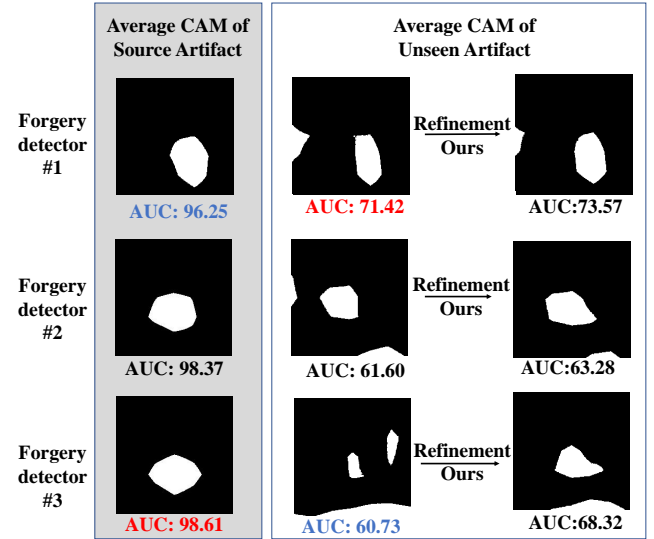 Average CAM of
Source Artifact
Average CAM of
Unseen Artifact
Forgery
detector
#1
Refinement
Ours
AUC: 96.25
AUC: 71.42
AUC:73.57
Forgery
detector
#2
Refinement
Ours
AUC: 98.37
AUC: 61.60
AUC:63.28
Forgery
detector
#3
Refinement
Ours
AUC: 98.61
AUC: 60.73
AUC:68.32